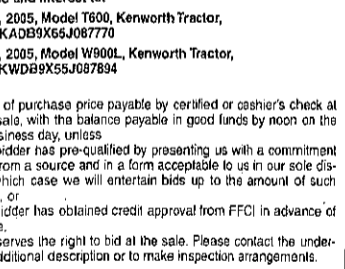 , 2005, Model T600, Kenworth Tractor,
KADB9X65J087770
, 2005, Model W900L, Kenworth Tractor,
KWDB9X55J087894
of purchase price payable by certified or cashier's check at
sale, with the balance payable in good funds by noon on the
siness day, unless
bidder has pre-qualified by presenting us with a commitment
rom a source and in a form acceptable to us in our sole dis-
hich case we will entertain bids up to the amount of such
, or
idder has obtained credit approval from FFCI in advance of
e.
serves the right to bid at the sale. Please contact the under-
dditional description or to make inspection arrangements.